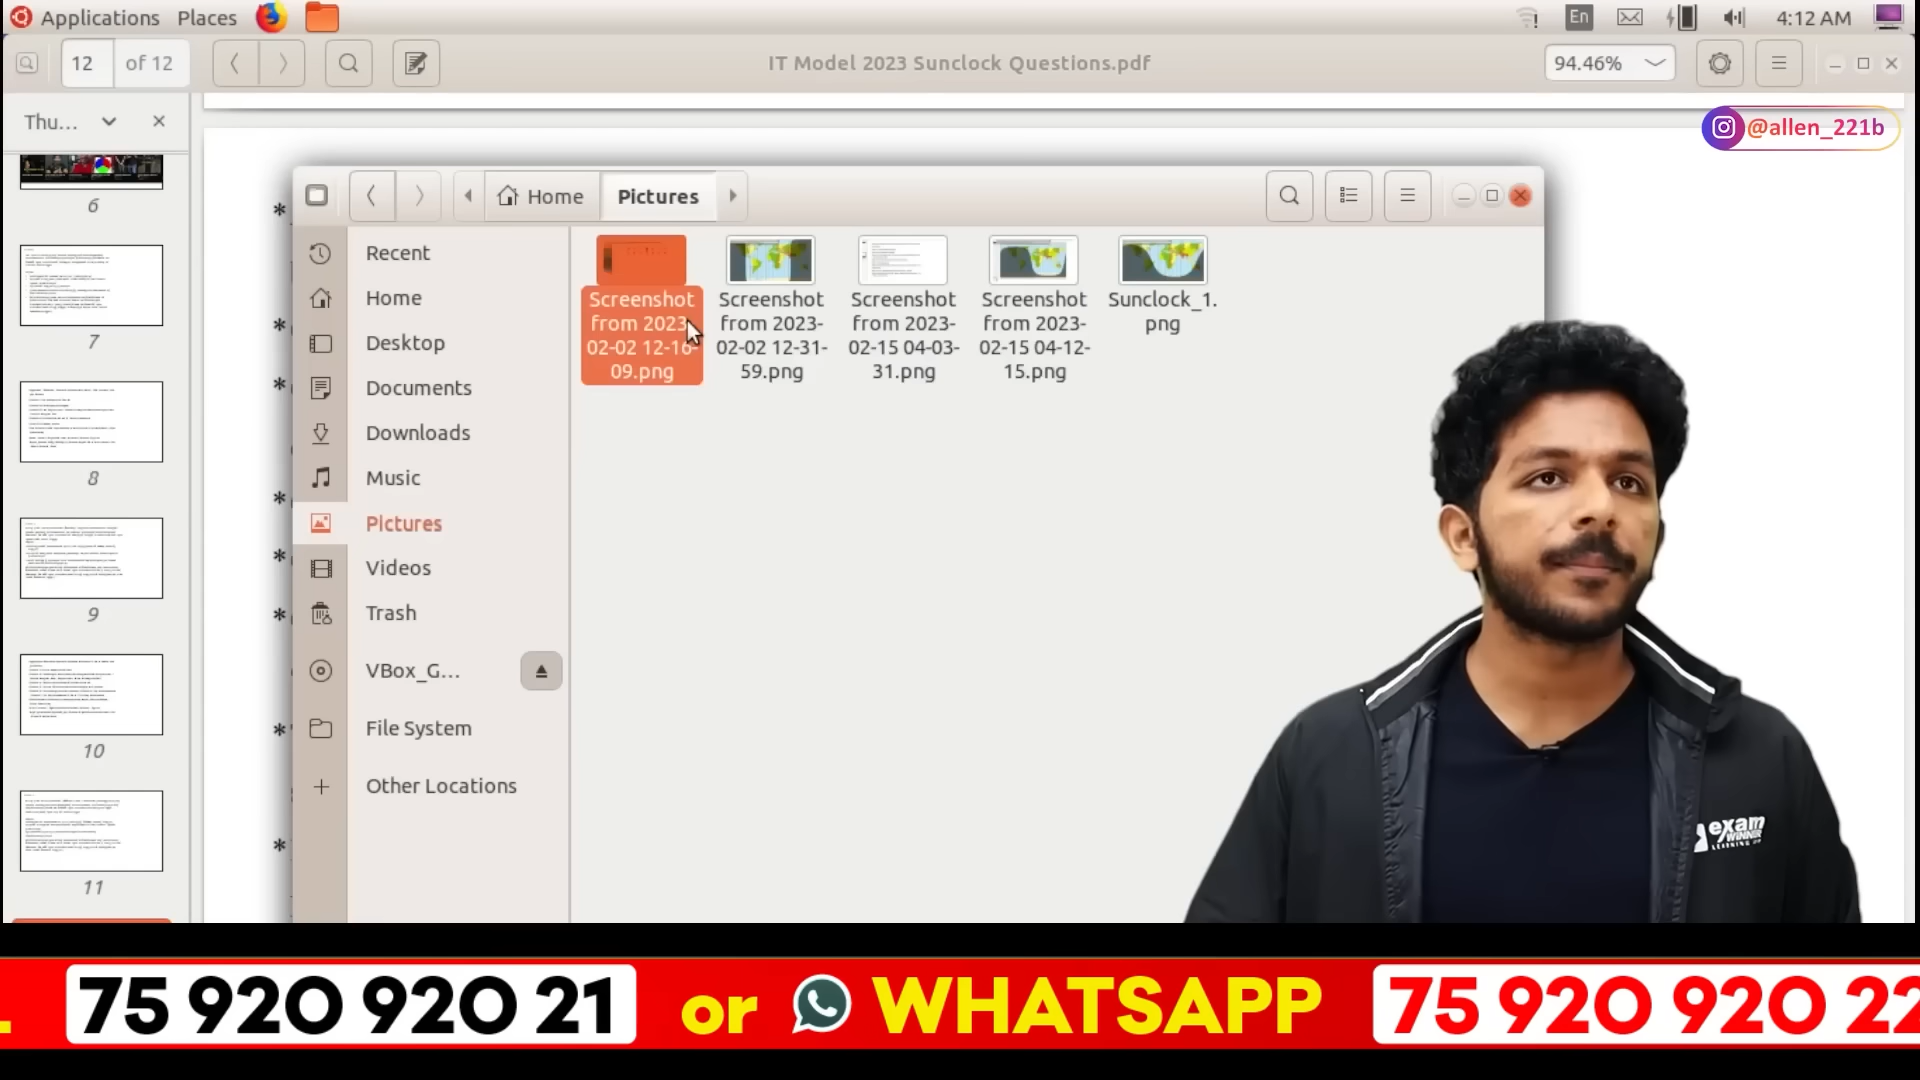 Applications Places
En
4:12 AM
12 of 12
IT Model 2023 Sunclock Questions.pdf
94.46%
Thu...
@allen_221b
6
7
8
9
10
11
Home
Pictures
Recent
Home
Desktop
Documents
Downloads
Music
Pictures
Videos
Trash
VBox_G...
File System
Other Locations
Screenshot
from 2023-
02-02 12-16-
09.png
Screenshot
from 2023-
02-02 12-31-
59.png
Screenshot
from 2023-
02-15 04-03-
31.png
Screenshot
from 2023-
02-15 04-12-
15.png
Sunclock_1.
png
*
*
*
*
*
*
*
*
exam
WINNER
LEARNING APP
75 920 920 21 or WHATSAPP 75 920 920 22